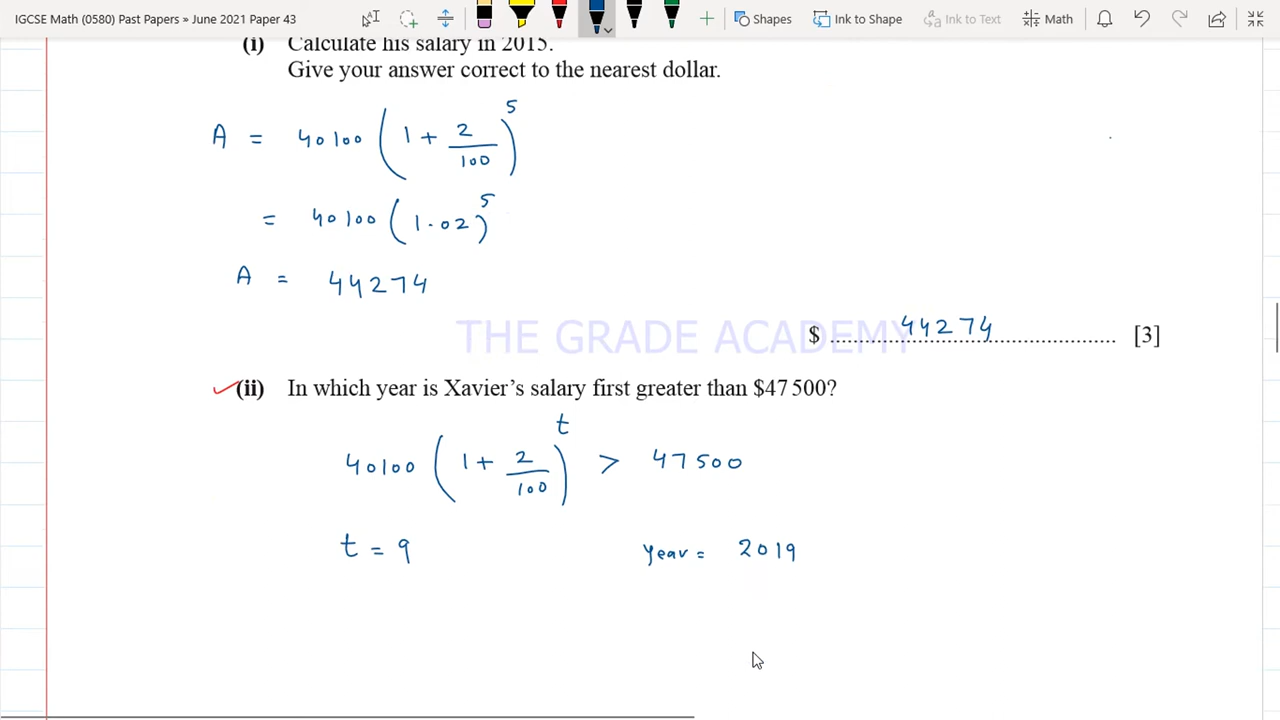 IGCSE Math (0580) Past Papers » June 2021 Paper 43
Shapes
Ink to Shape
Ink to Text
Math
(i) Calculate his salary in 2015.
Give your answer correct to the nearest dollar.
A = 40100 (1 + 2/100)^5
= 40100 (1.02)^5
A = 44274
THE GRADE ACADEMY
$ 44274 [3]
(ii) In which year is Xavier's salary first greater than $47 500?
40100 (1 + 2/100)^t > 47500
t = 9 year = 2019